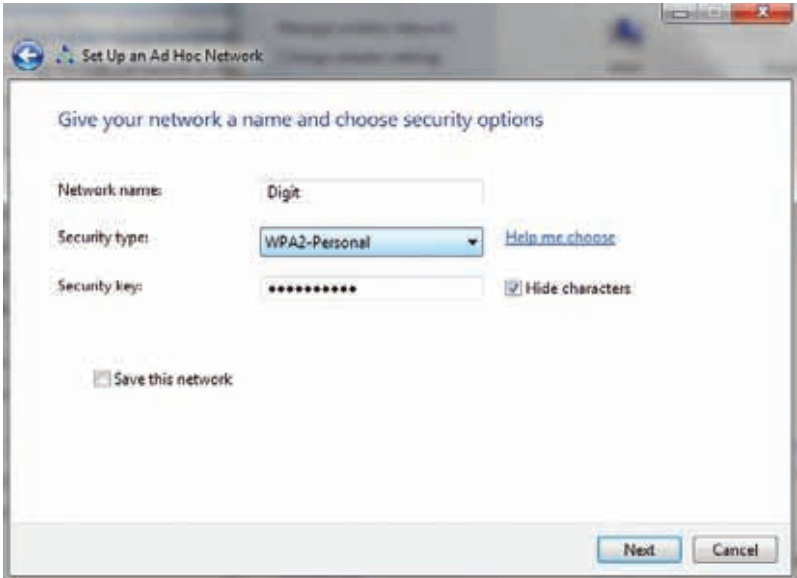 Set Up an Ad Hoc Network
Give your network a name and choose security options
Network name: Digit
Security type: WPA2-Personal Help me choose
Security key: ●●●●●●●●●● Hide characters
Save this network
Next Cancel